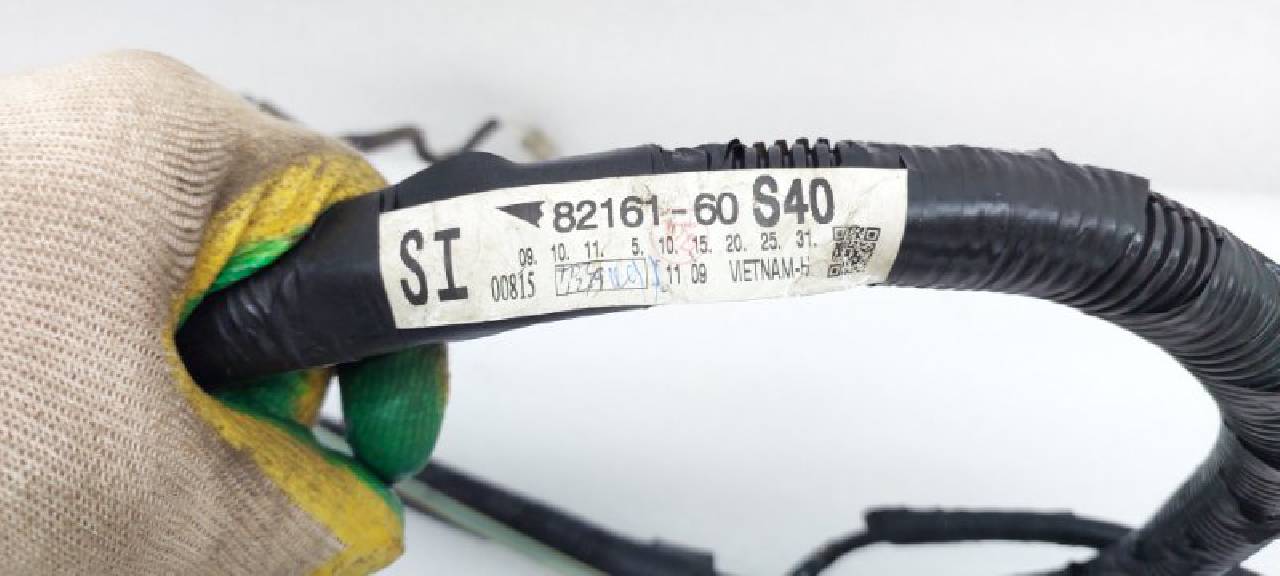 82161-60 S40
SI
09. 10. 11. 5. 10. 15. 20. 25. 31.
00815 11 09 VIETNAM-H